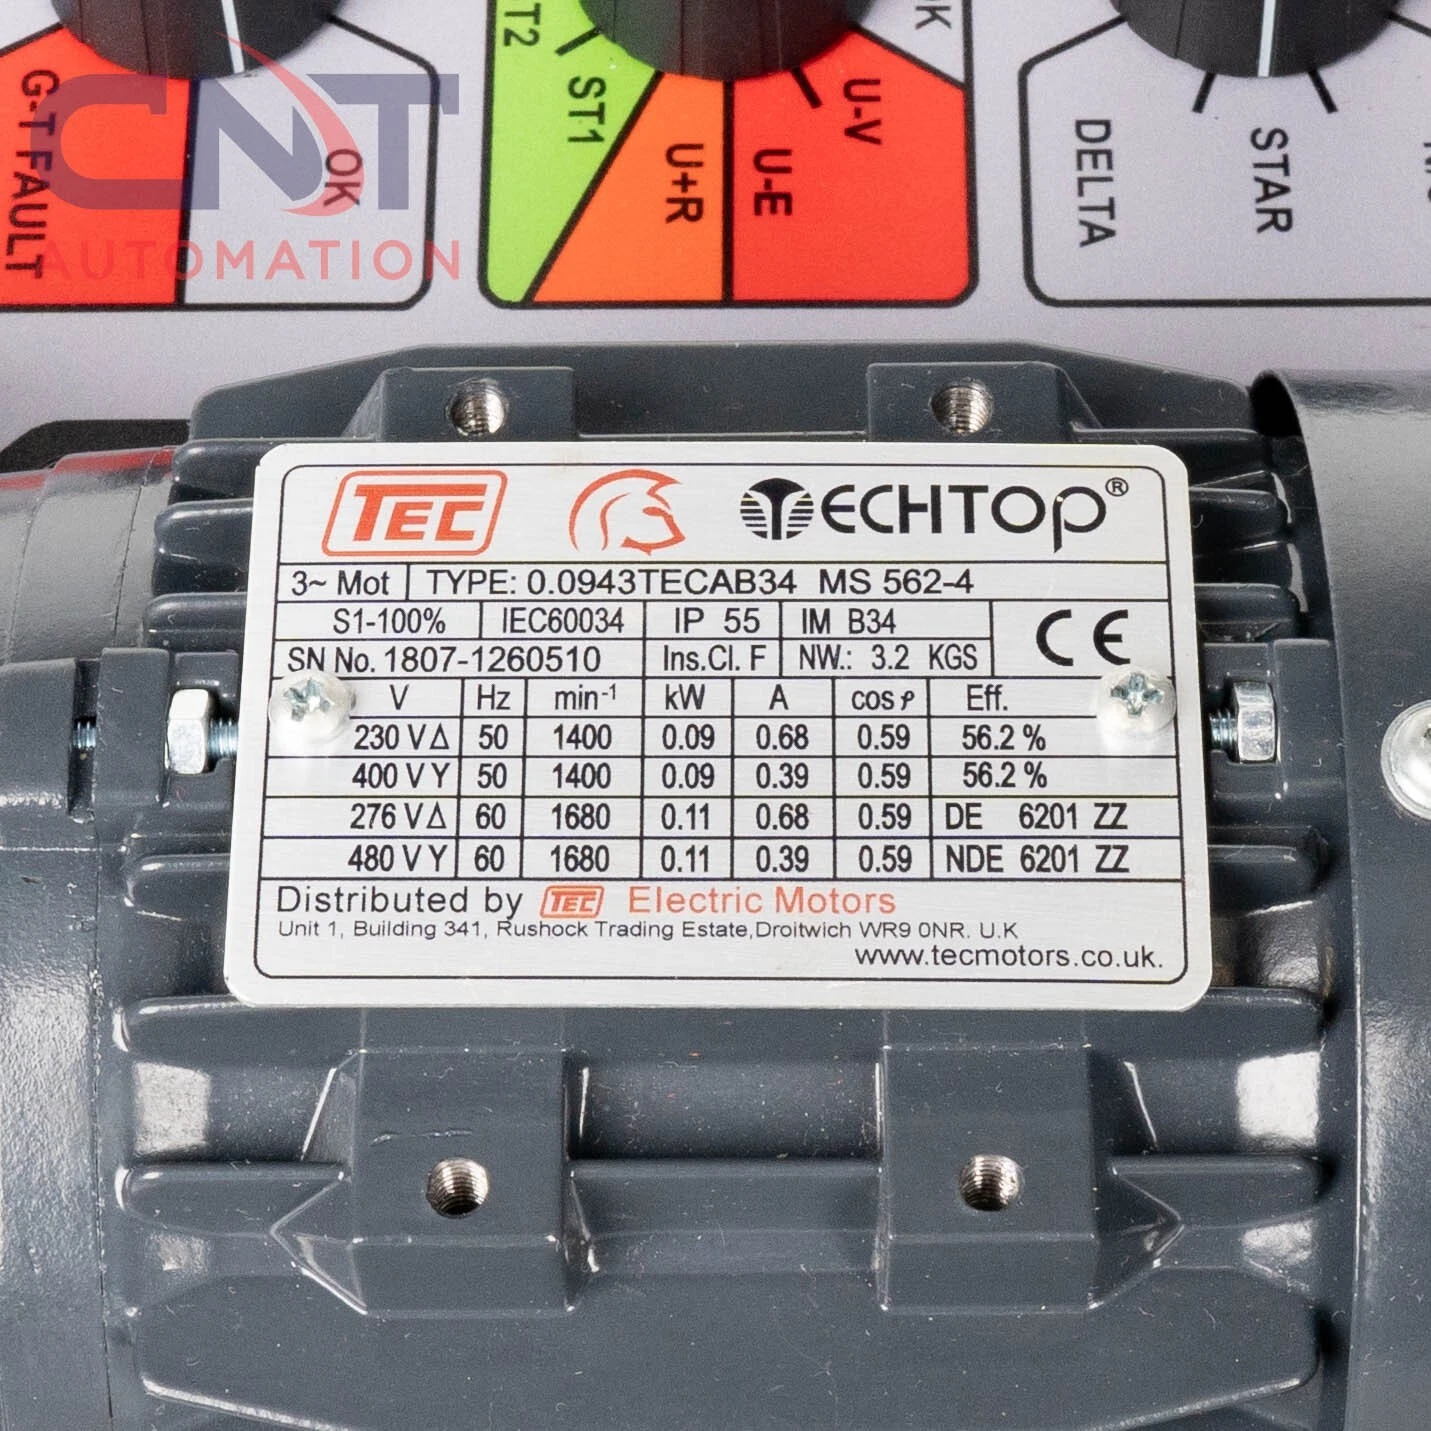 T2
ST1
U+R
U-E
U-V
OK
G-T FAULT
OK
DELTA
STAR
CNT
AUTOMATION
TEC TECHTOP®
3~ Mot TYPE: 0.0943TECAB34 MS 562-4
S1-100% IEC60034 IP 55 IM B34 CE
SN No. 1807-1260510 Ins.Cl. F NW.: 3.2 KGS
V Hz min⁻¹ kW A cos φ Eff.
230 V Δ 50 1400 0.09 0.68 0.59 56.2 %
400 V Y 50 1400 0.09 0.39 0.59 56.2 %
276 V Δ 60 1680 0.11 0.68 0.59 DE 6201 ZZ
480 V Y 60 1680 0.11 0.39 0.59 NDE 6201 ZZ
Distributed by TEC Electric Motors
Unit 1, Building 341, Rushock Trading Estate,Droitwich WR9 0NR. U.K
www.tecmotors.co.uk.